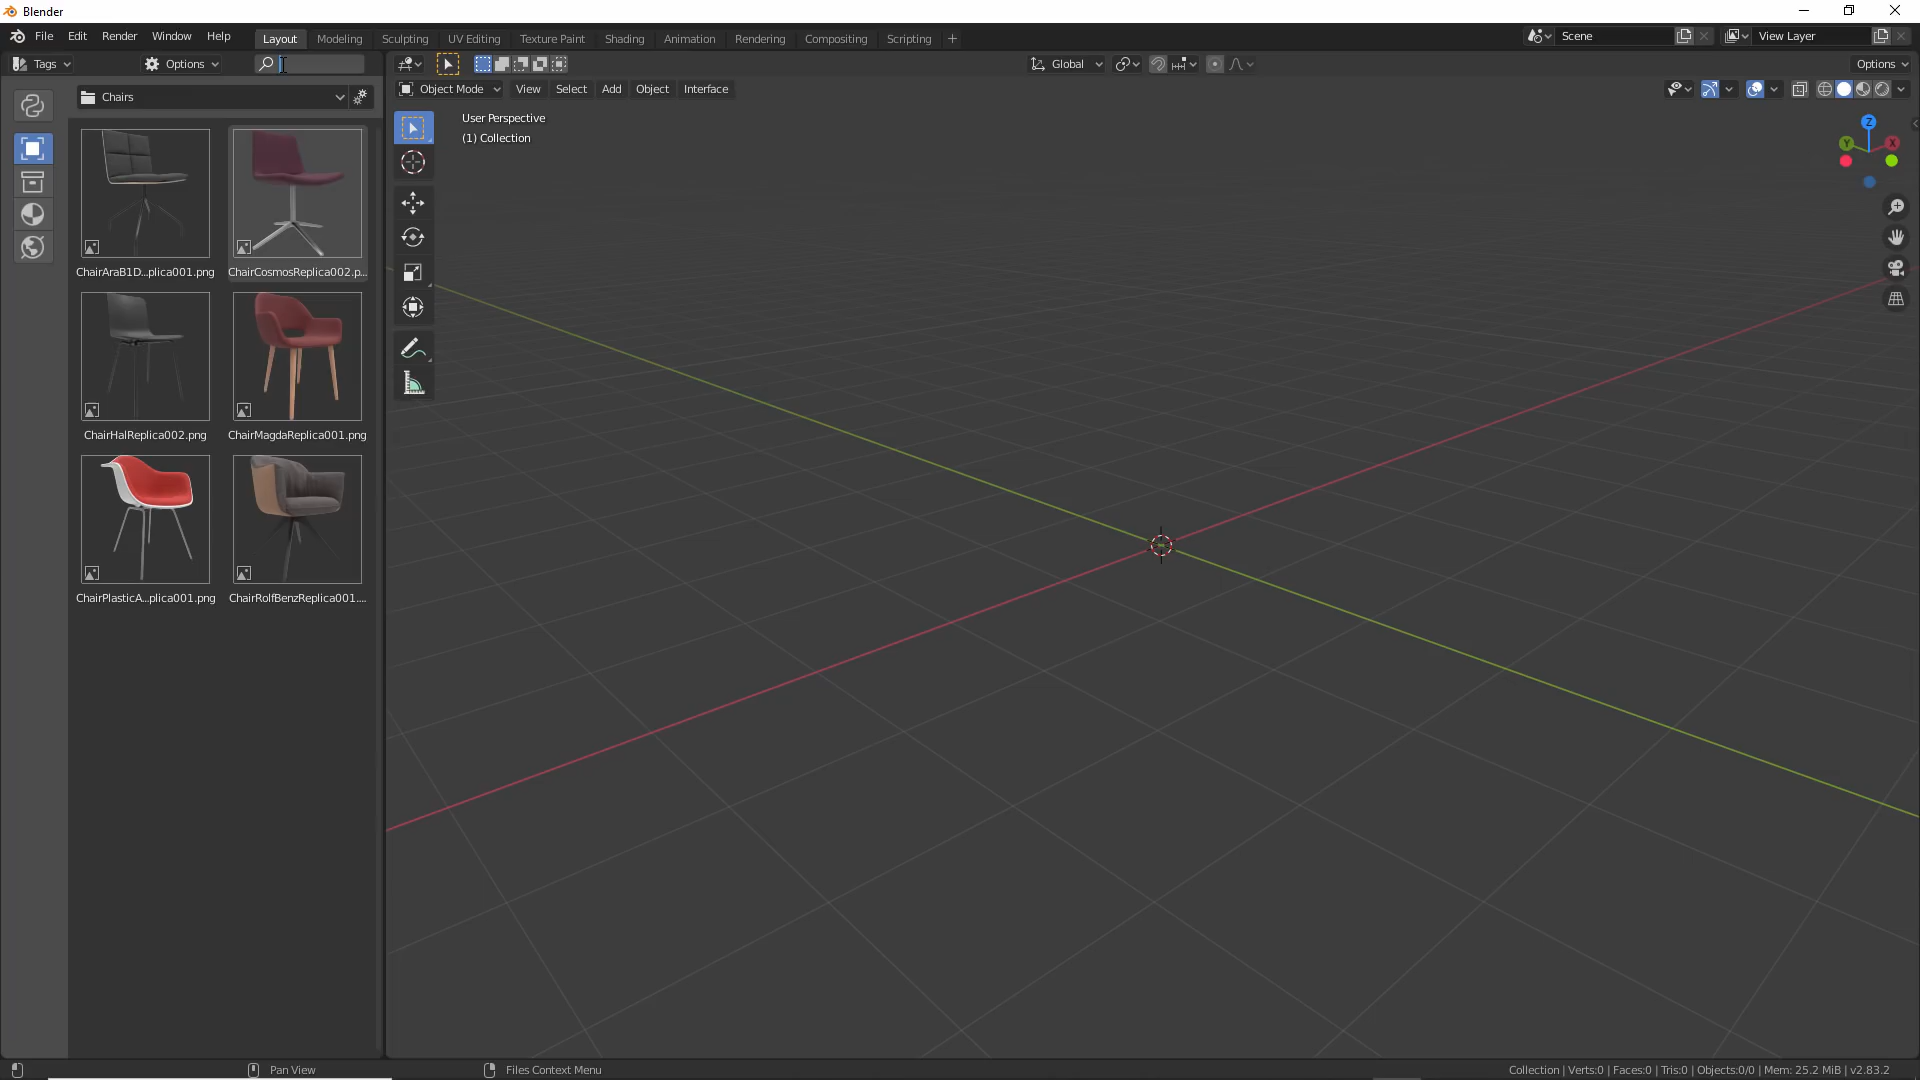 Blender
File Edit Render Window Help Layout Modeling Sculpting UV Editing Texture Paint Shading Animation Rendering Compositing Scripting + Scene View Layer
Tags Options Global Options
Object Mode View Select Add Object Interface
Chairs
User Perspective
(1) Collection
Z
Y
X
ChairAraB1D...plica001.png
ChairCosmosReplica002.p...
ChairHalReplica002.png
ChairMagdaReplica001.png
ChairPlasticA...plica001.png
ChairRolfBenzReplica001....
Pan View Files Context Menu Collection | Verts:0 | Faces:0 | Tris:0 | Objects:0/0 | Mem: 25.2 MiB | v2.83.2